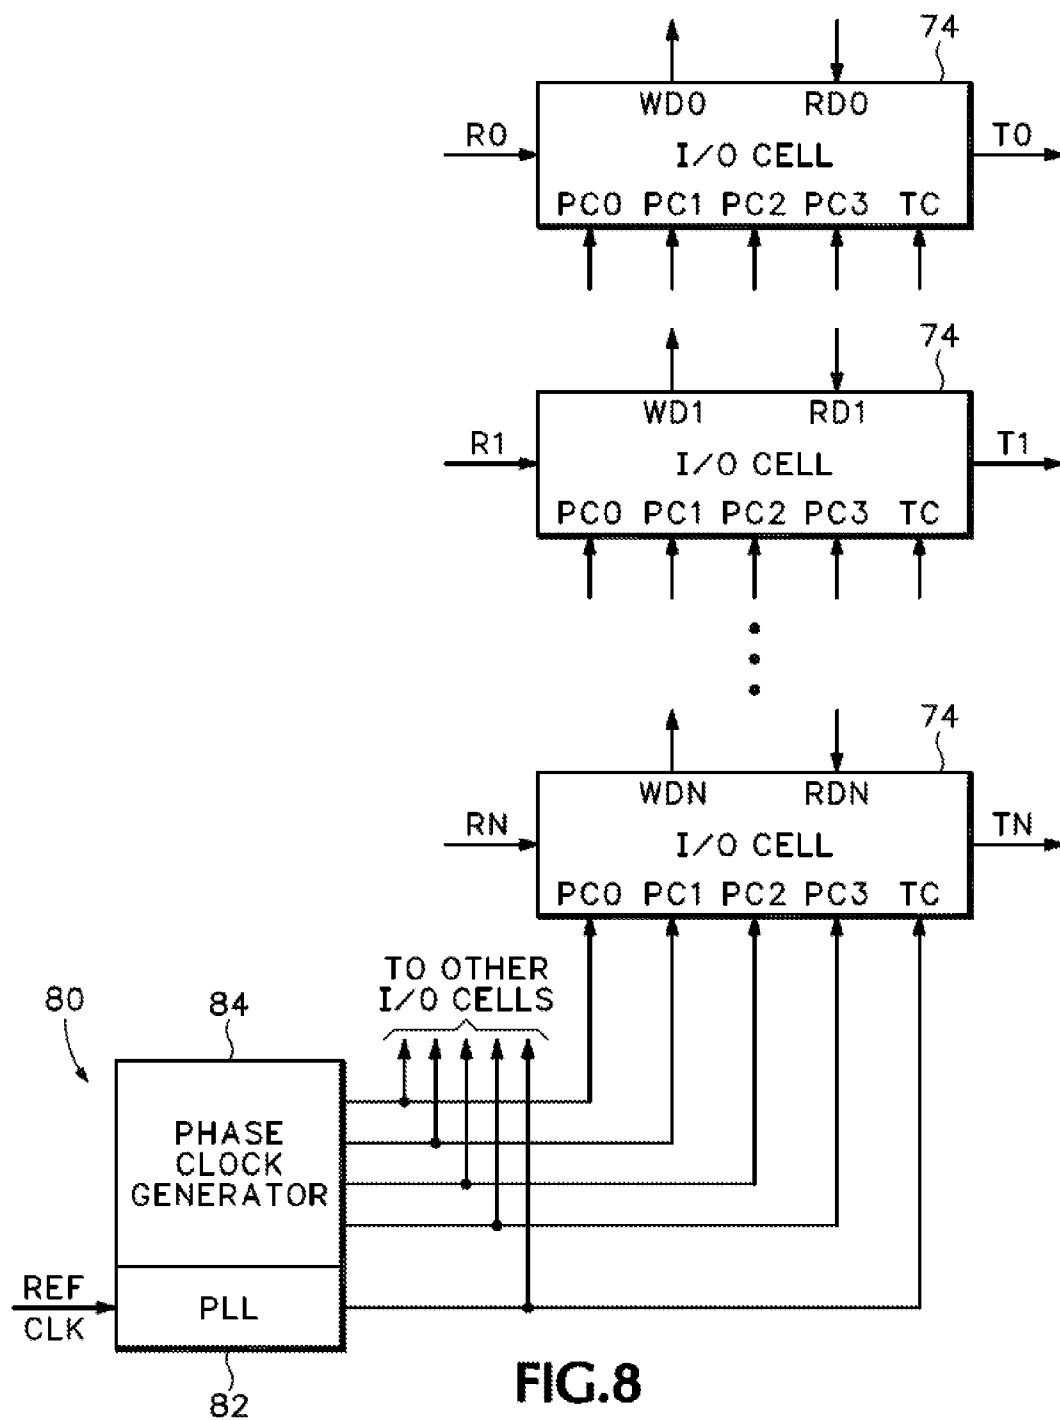 74
WD0 RD0
R0 I/O CELL T0
PC0 PC1 PC2 PC3 TC
74
WD1 RD1
R1 I/O CELL T1
PC0 PC1 PC2 PC3 TC
74
WDN RDN
RN I/O CELL TN
PC0 PC1 PC2 PC3 TC
TO OTHER
I/O CELLS
80
84
PHASE
CLOCK
GENERATOR
REF
CLK
PLL
82
FIG.8